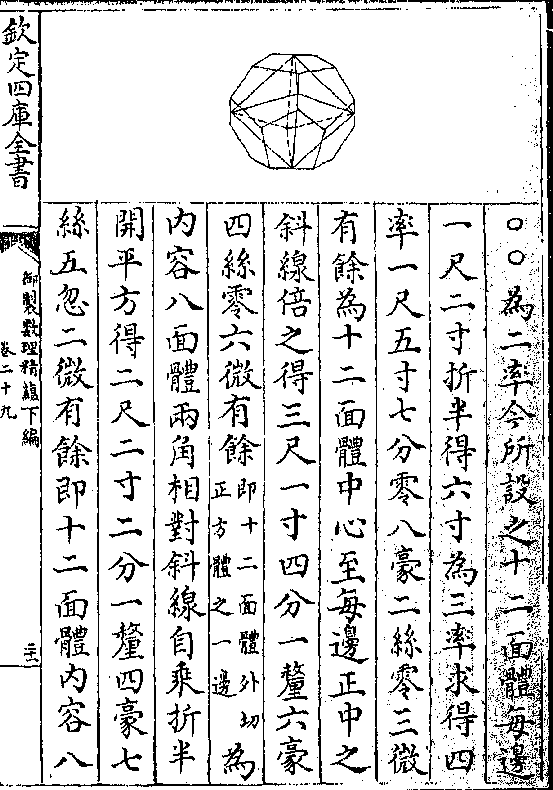 ○○為二率今所設之十二面體每邊
一尺二寸折半得六寸為三率求得四
率一尺五寸七分零八豪二絲零三微
有餘為十二面體中心至每邊正中之
斜線倍之得三尺一寸四分一釐六豪
四絲零六微有餘即十二面體外切正方體之一邊為
內容八面體兩角相對斜線自乘折半
開平方得二尺二寸二分一釐四豪七
絲五忽二微有餘即十二面體內容八
欽定四庫全書
御製數理精蘊下編
卷二十九